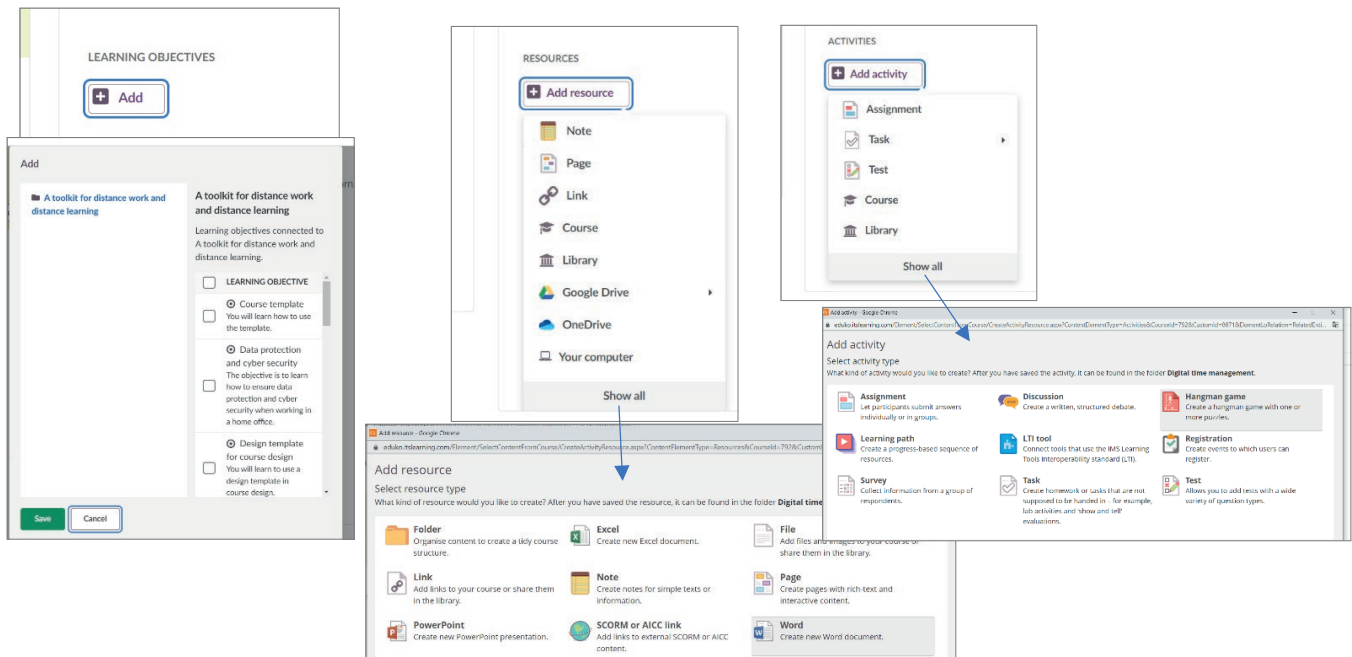 LEARNING OBJECTIVES
Add
Add
A toolkit for distance work and
distance learning
A toolkit for distance work
and distance learning
Learning objectives connected to
A toolkit for distance work and
distance learning.
LEARNING OBJECTIVE
Course template
You will learn how to use
the template.
Data protection
and cyber security
The objective is to learn
how to ensure data
protection and cyber
security when working in
a home office.
Design template
for course design
You will learn to use a
design template in
course design.
Save
Cancel
RESOURCES
Add resource
Note
Page
Link
Course
Library
Google Drive
OneDrive
Your computer
Show all
ACTIVITIES
Add activity
Assignment
Task
Test
Course
Library
Show all
Add resource - Google Chrome
eduko.itslearning.com/Element/SelectContentFromCourse/CreateActivityResource.aspx?ContentElementType=Resources&CourseId=792&CustomI
Add resource
Select resource type
What kind of resource would you like to create? After you have saved the resource, it can be found in the folder Digital time
Folder
Organise content to create a tidy course
structure.
Excel
Create new Excel document.
File
Add files and images to your course or
share them in the library.
Link
Add links to your course or share them
in the library.
Note
Create notes for simple texts or
information.
Page
Create pages with rich-text and
interactive content.
PowerPoint
Create new PowerPoint presentation.
SCORM or AICC link
Add links to external SCORM or AICC
content.
Word
Create new Word document.
Add activity - Google Chrome
Add activity
Select activity type
What kind of activity would you like to create? After you have saved the activity, it can be found in the folder Digital time management.
Assignment
Let participants submit answers
individually or in groups.
Discussion
Create a written, structured debate.
Hangman game
Create a hangman game with one or
more puzzles.
Learning path
Create a progress-based sequence of
resources.
LTI tool
Connect tools that use the IMS Learning
Tools Interoperability standard (LTI).
Registration
Create events to which users can
register.
Survey
Collect information from a group of
respondents.
Task
Create homework or tasks that are not
supposed to be handed in – for example,
lab activities and 'show and tell'
evaluations.
Test
Allows you to add tests with a wide
variety of question types.